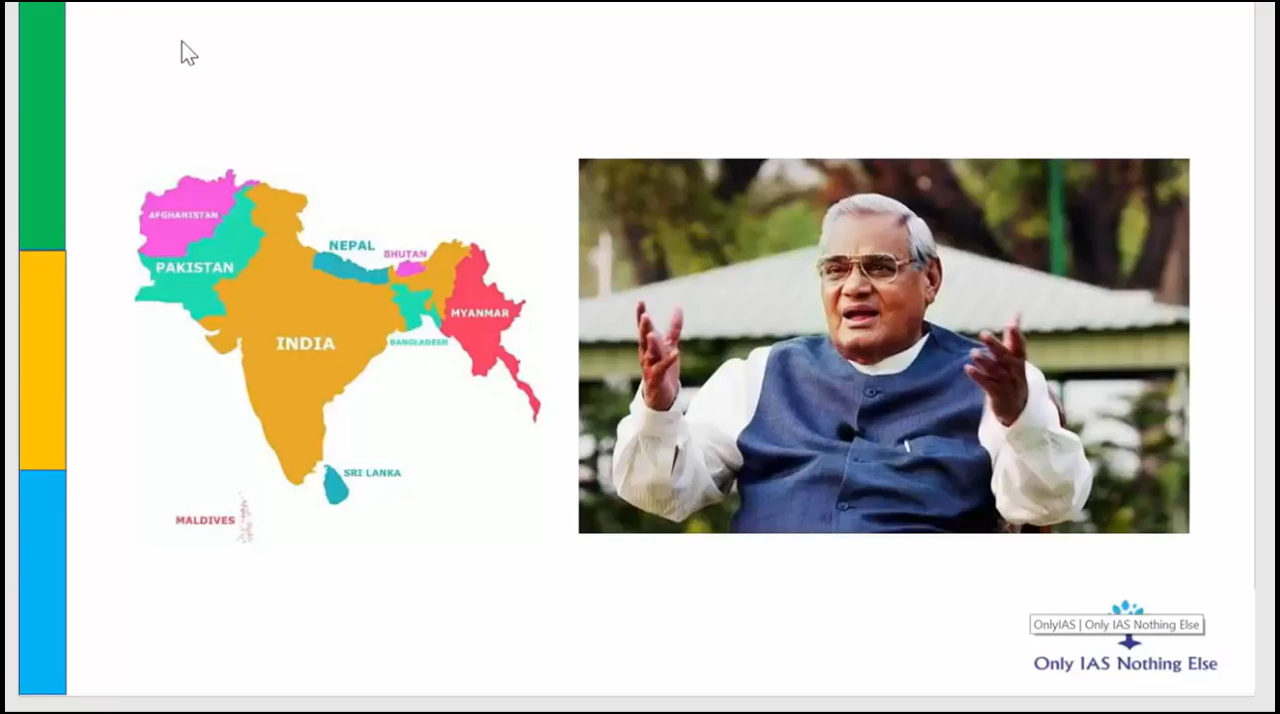 AFGHANISTAN
PAKISTAN
NEPAL
BHUTAN
INDIA
BANGLADESH
MYANMAR
SRI LANKA
MALDIVES
OnlyIAS | Only IAS Nothing Else
Only IAS Nothing Else